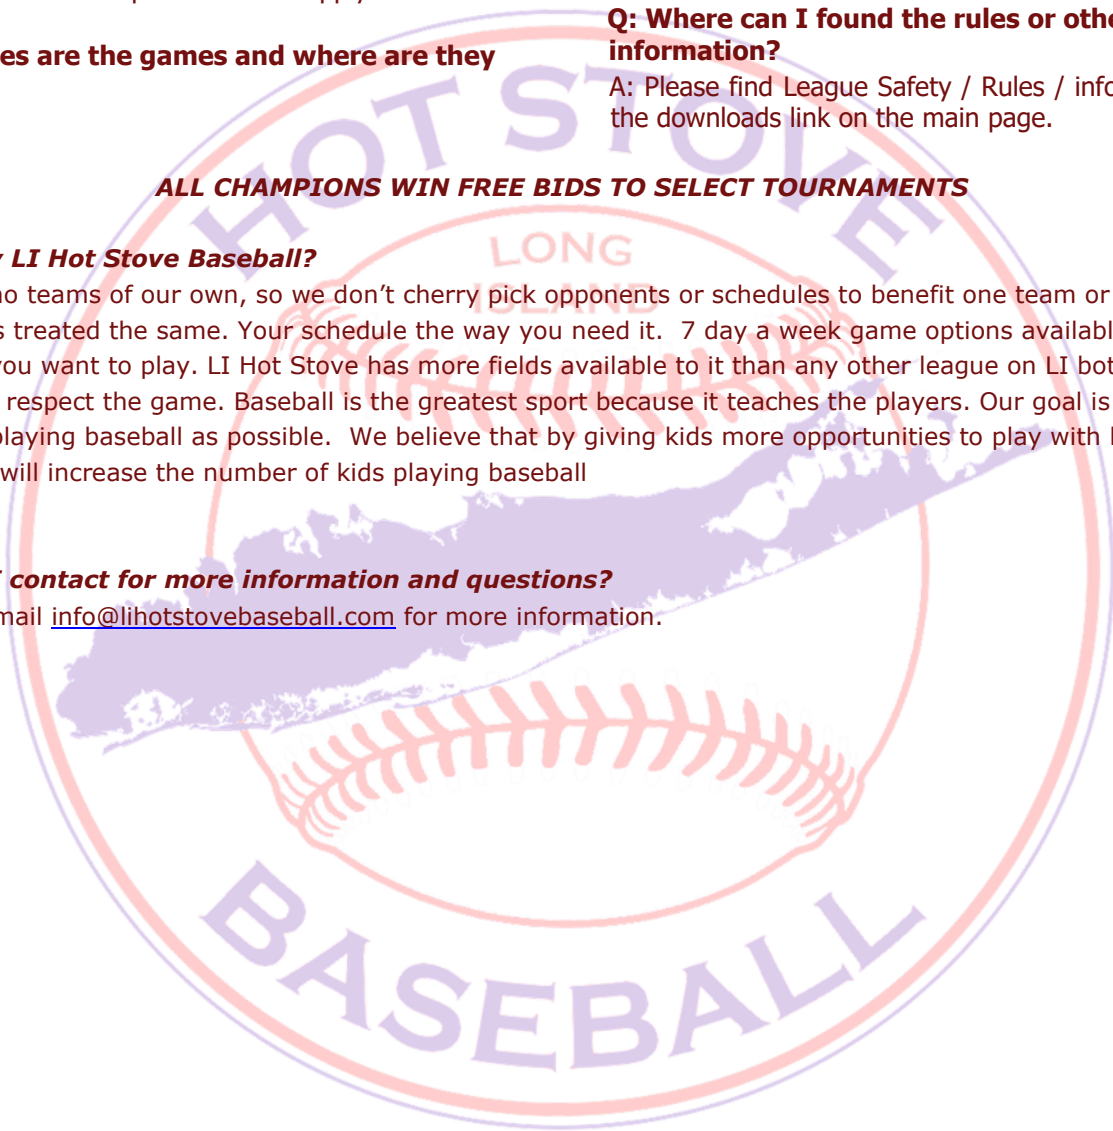 Q: Where can I found the rules or othe
es are the games and where are they
information?
A: Please find League Safety / Rules / info
the downloads link on the main page.
ALL CHAMPIONS WIN FREE BIDS TO SELECT TOURNAMENTS
LI Hot Stove Baseball?
no teams of our own, so we don’t cherry pick opponents or schedules to benefit one team or
s treated the same. Your schedule the way you need it.  7 day a week game options availabl
you want to play. LI Hot Stove has more fields available to it than any other league on LI bot
respect the game. Baseball is the greatest sport because it teaches the players. Our goal is
playing baseball as possible.  We believe that by giving kids more opportunities to play with
will increase the number of kids playing baseball
contact for more information and questions?
mail info@lihotstovebaseball.com for more information.
HOT STOVE
LONG
ISLAND
BASEBALL